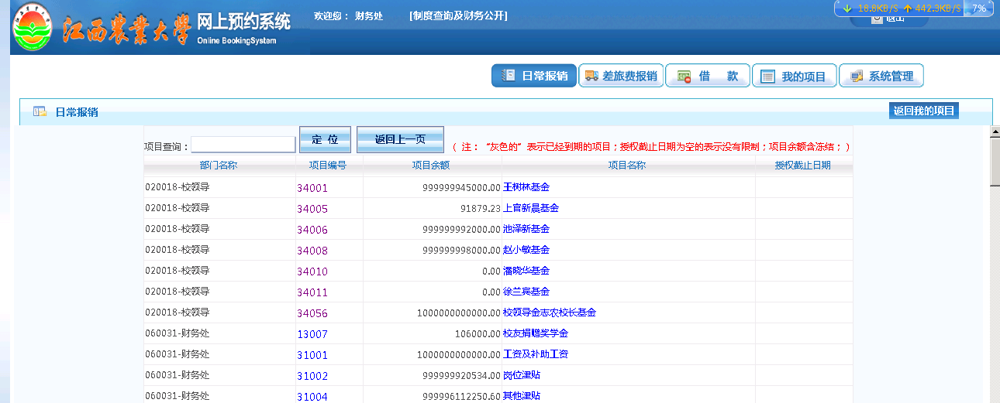 江西农业大学 网上预约系统
Online BookingSystem
欢迎您： 财务处 [制度查询及财务公开]
18.8KB/S 442.3KB/S 7%
退出
日常报销 差旅费报销 借 款 我的项目 系统管理
日常报销 返回我的项目
项目查询： 定 位 返回上一页 （ 注： “灰色的”表示已经到期的项目；授权截止日期为空的表示没有限制；项目余额含冻结；）
部门名称 项目编号 项目余额 项目名称 授权截止日期
020018-校领导 34001 999999945000.00 王树林基金
020018-校领导 34005 91879.23 上官新晨基金
020018-校领导 34006 999999992000.00 池泽新基金
020018-校领导 34008 999999998000.00 赵小敏基金
020018-校领导 34010 0.00 潘晓华基金
020018-校领导 34011 0.00 徐兰宾基金
020018-校领导 34056 1000000000000.00 校领导金志农校长基金
060031-财务处 13007 106000.00 校友捐赠奖学金
060031-财务处 31001 1000000000000.00 工资及补助工资
060031-财务处 31002 999999920534.00 岗位津贴
060031-财务处 31004 999996112250.60 其他津贴